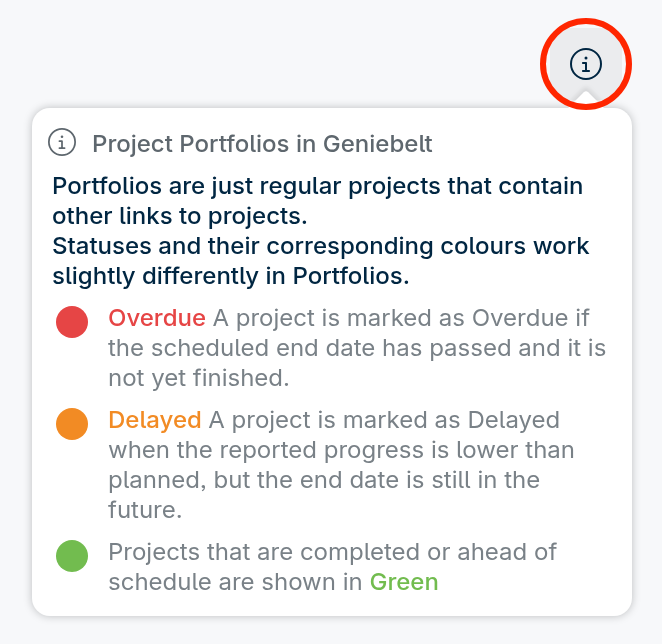 Project Portfolios in Geniebelt
Portfolios are just regular projects that contain
other links to projects.
Statuses and their corresponding colours work
slightly differently in Portfolios.
Overdue A project is marked as Overdue if
the scheduled end date has passed and it is
not yet finished.
Delayed A project is marked as Delayed
when the reported progress is lower than
planned, but the end date is still in the
future.
Projects that are completed or ahead of
schedule are shown in Green